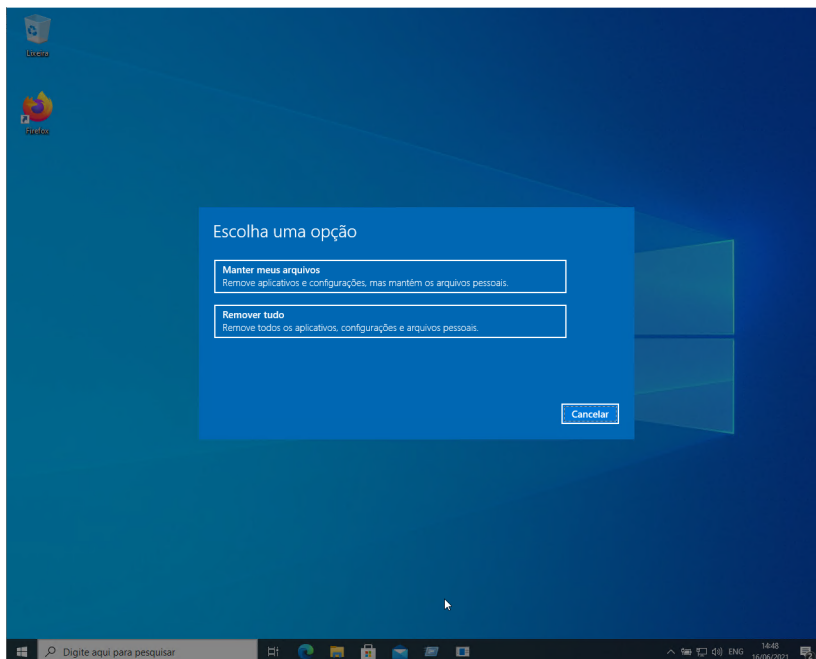 Lixeira
Firefox
Escolha uma opção
Manter meus arquivos
Remove aplicativos e configurações, mas mantém os arquivos pessoais.
Remover tudo
Remove todos os aplicativos, configurações e arquivos pessoais.
Cancelar
Digite aqui para pesquisar
ENG
14:48
16/06/2021
2